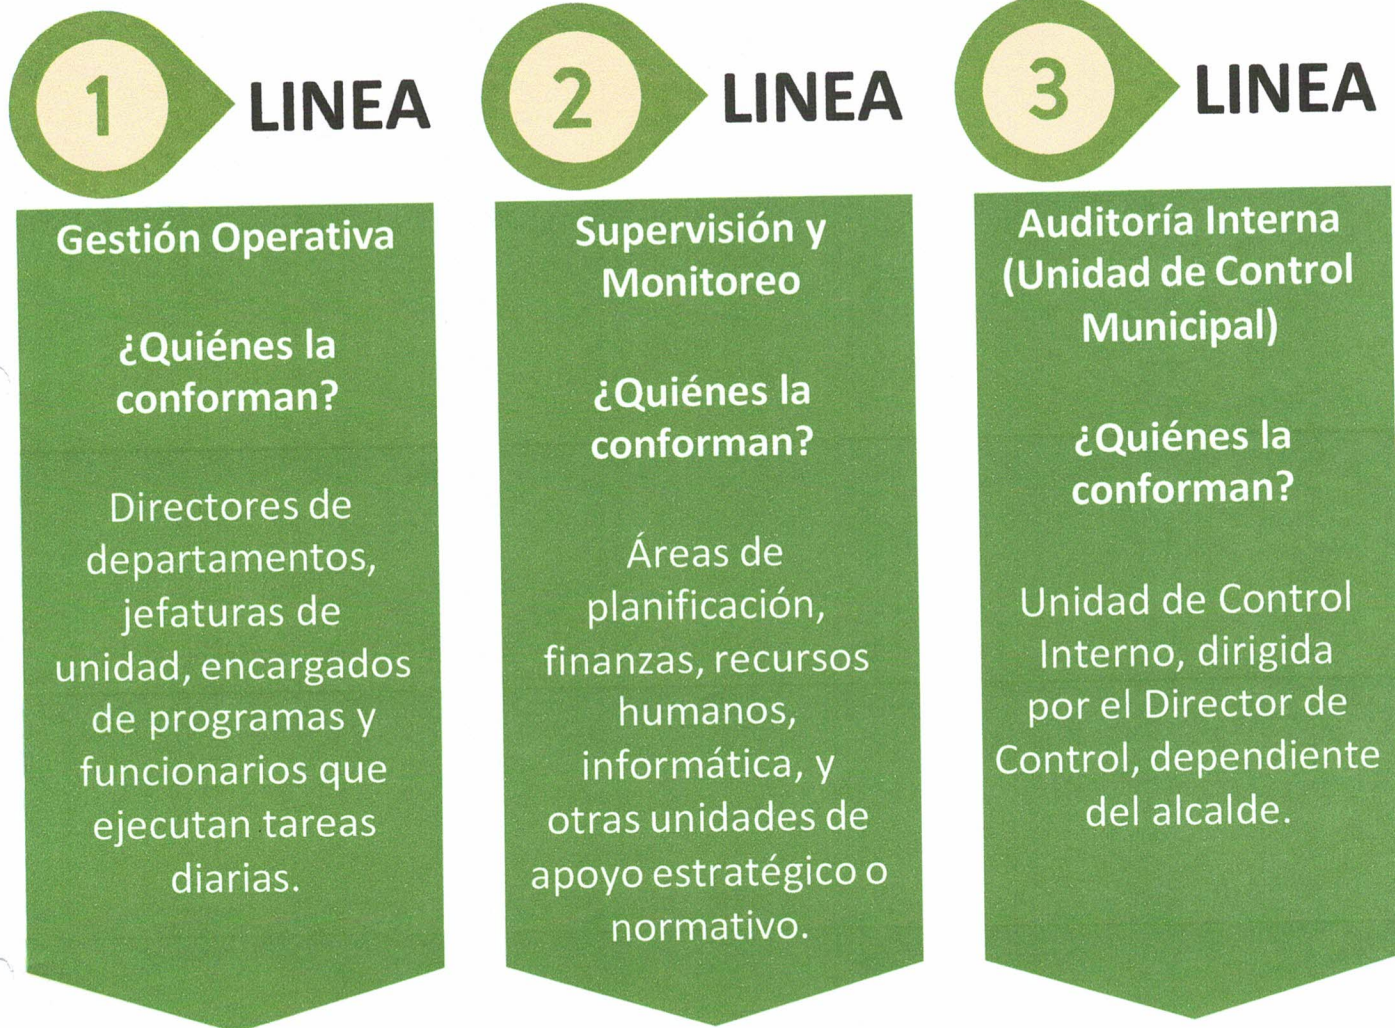 1 LINEA
Gestión Operativa
¿Quiénes la
conforman?
Directores de
departamentos,
jefaturas de
unidad, encargados
de programas y
funcionarios que
ejecutan tareas
diarias.
2 LINEA
Supervisión y
Monitoreo
¿Quiénes la
conforman?
Áreas de
planificación,
finanzas, recursos
humanos,
informática, y
otras unidades de
apoyo estratégico o
normativo.
3 LINEA
Auditoría Interna
(Unidad de Control
Municipal)
¿Quiénes la
conforman?
Unidad de Control
Interno, dirigida
por el Director de
Control, dependiente
del alcalde.